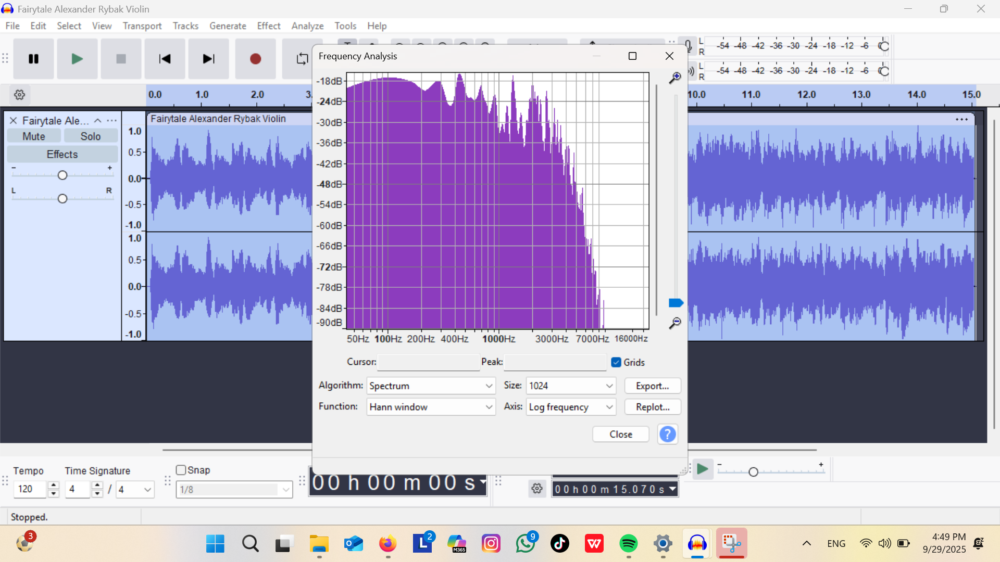 Fairytale Alexander Rybak Violin
File Edit Select View Transport Tracks Generate Effect Analyze Tools Help
L
R
-54 -48 -42 -36 -30 -24 -18 -12 -6 0
L
R
-54 -48 -42 -36 -30 -24 -18 -12 -6 0
0.0 1.0 2.0 3. 10.0 11.0 12.0 13.0 14.0 15.0
Fairytale Ale...
Mute Solo
Effects
- +
L R
1.0
0.5
0.0
-0.5
-1.0
1.0
0.5
0.0
-0.5
-1.0
Fairytale Alexander Rybak Violin
Frequency Analysis
-18dB
-24dB
-30dB
-36dB
-42dB
-48dB
-54dB
-60dB
-66dB
-72dB
-78dB
-84dB
-90dB
50Hz 100Hz 200Hz 400Hz 1000Hz 3000Hz 7000Hz 16000Hz
Cursor: Peak: Grids
Algorithm: Spectrum Size: 1024 Export...
Function: Hann window Axis: Log frequency Replot...
Close ?
Tempo Time Signature Snap
120 4 / 4 1/8
00 h 00 m 00 s
00 h 00 m 15.070 s
- +
Stopped.
3
2
M365
9
ENG
4:49 PM
9/29/2025